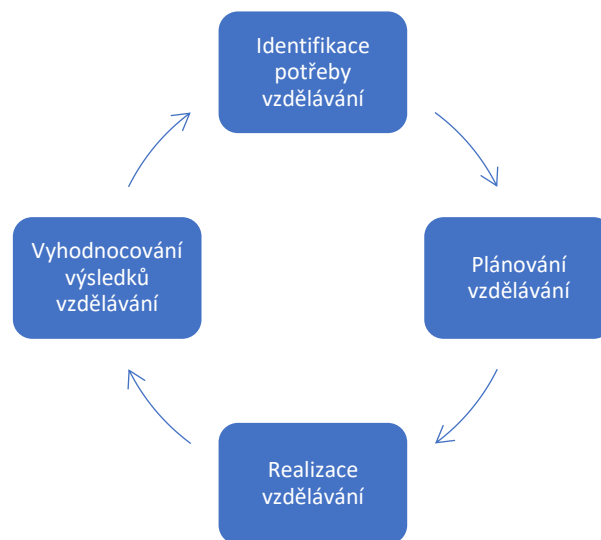 Identifikace
potřeby
vzdělávání
Plánování
vzdělávání
Realizace
vzdělávání
Vyhodnocování
výsledků
vzdělávání